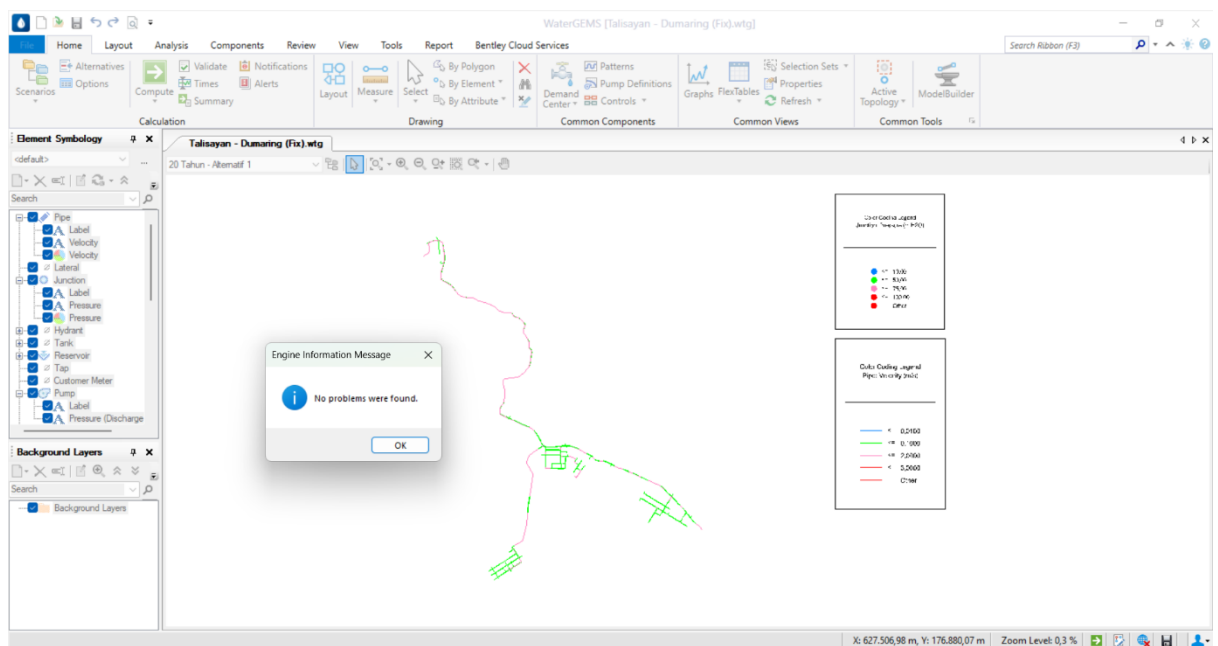 WaterGEMS [Talisayan - Dumaring (Fix).wtg]
File Home Layout Analysis Components Review View Tools Report Bentley Cloud Services
Search Ribbon (F3)
Scenarios
Alternatives
Options
Compute
Validate
Times
Summary
Notifications
Alerts
Calculation
Layout
Measure
Select
By Polygon
By Element
By Attribute
Drawing
Demand
Center
Patterns
Pump Definitions
Controls
Common Components
Graphs
FlexTables
Selection Sets
Properties
Refresh
Common Views
Active
Topology
ModelBuilder
Common Tools
Element Symbology
Talisayan - Dumaring (Fix).wtg
<default>
...
20 Tahun - Alternatif 1
Search
Pipe
Label
Velocity
Velocity
Lateral
Junction
Label
Pressure
Pressure
Hydrant
Tank
Reservoir
Tap
Customer Meter
Pump
Label
Pressure (Discharge
Background Layers
Search
Background Layers
Engine Information Message
No problems were found.
OK
Color Coding Legend
Other
Color Coding Legend
Other
X: 627.506,98 m, Y: 176.880,07 m Zoom Level: 0,3 %